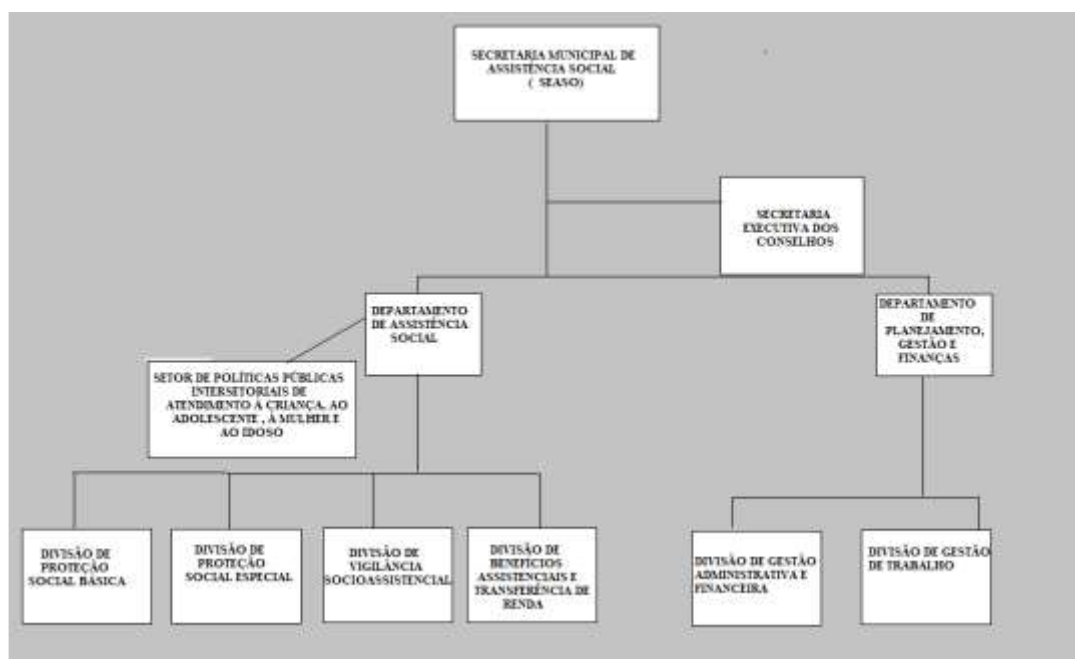 SECRETARIA MUNICIPAL DE
ASSISTÊNCIA SOCIAL
( SEASO)
SECRETARIA
EXECUTIVA DOS
CONSELHOS
DEPARTAMENTO
DE ASSISTÊNCIA
SOCIAL
DEPARTAMENTO
DE
PLANEJAMENTO,
GESTÃO E
FINANÇAS
SETOR DE POLÍTICAS PÚBLICAS
INTERSETORIAIS DE
ATENDIMENTO À CRIANÇA, AO
ADOLESCENTE , À MULHER E
AO IDOSO
DIVISÃO DE
PROTEÇÃO
SOCIAL BÁSICA
DIVISÃO DE
PROTEÇÃO
SOCIAL ESPECIAL
DIVISÃO DE
VIGILÂNCIA
SOCIOASSISTENCIAL
DIVISÃO DE
BENEFÍCIOS
ASSISTENCIAIS E
TRANSFERÊNCIA DE
RENDA
DIVISÃO DE GESTÃO
ADMINISTRATIVA E
FINANCEIRA
DIVISÃO DE GESTÃO
DE TRABALHO